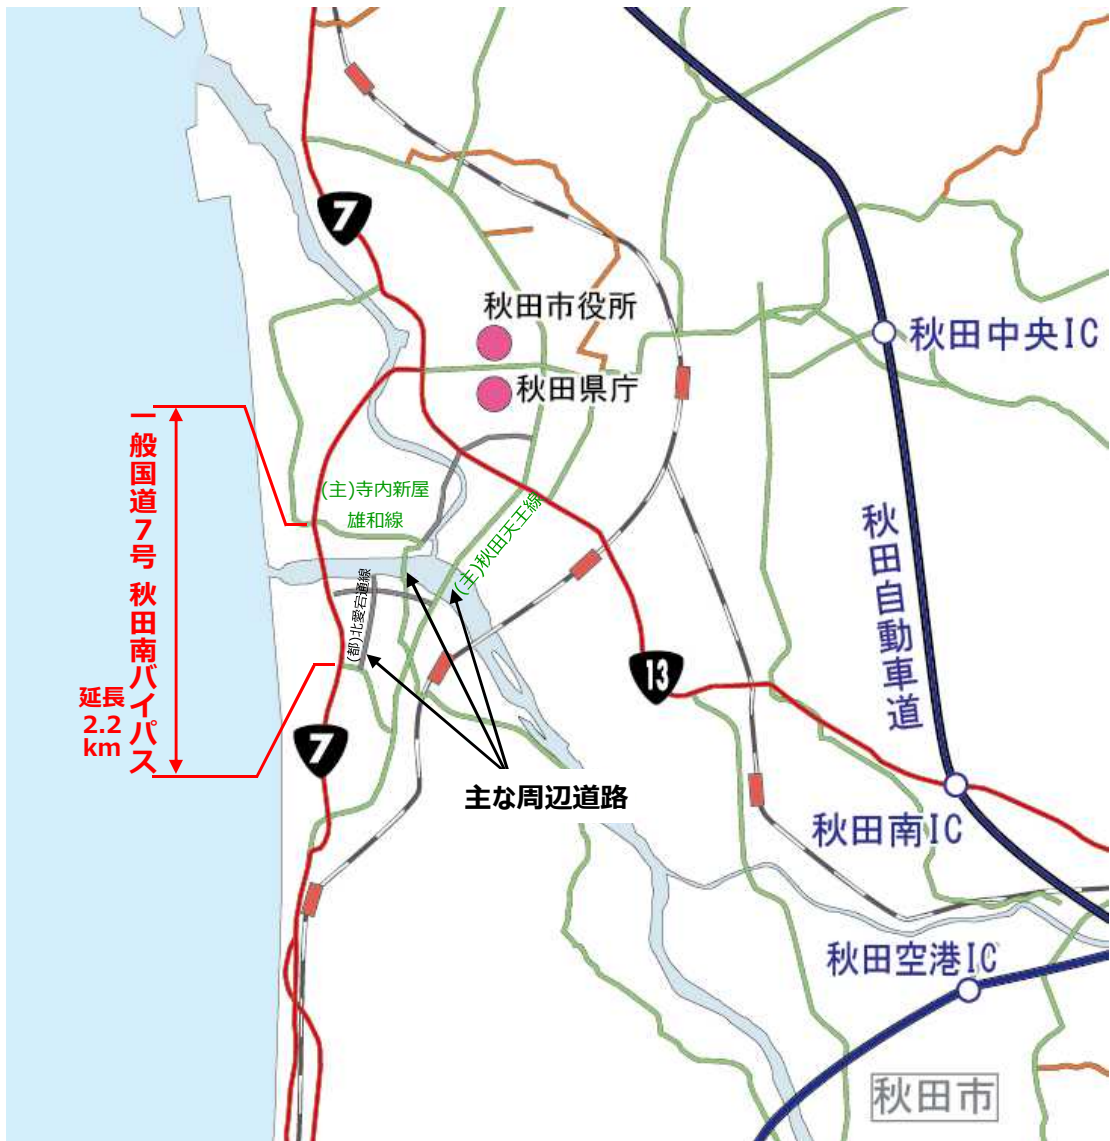 7
秋田市役所
秋田中央IC
秋田県庁
一般国道7号 秋田南バイパス
延長
2.2
km
(主)寺内新屋
雄和線
(主)秋田天王線
(都)北愛宕通線
秋田自動車道
13
7
主な周辺道路
秋田南IC
秋田空港IC
秋田市